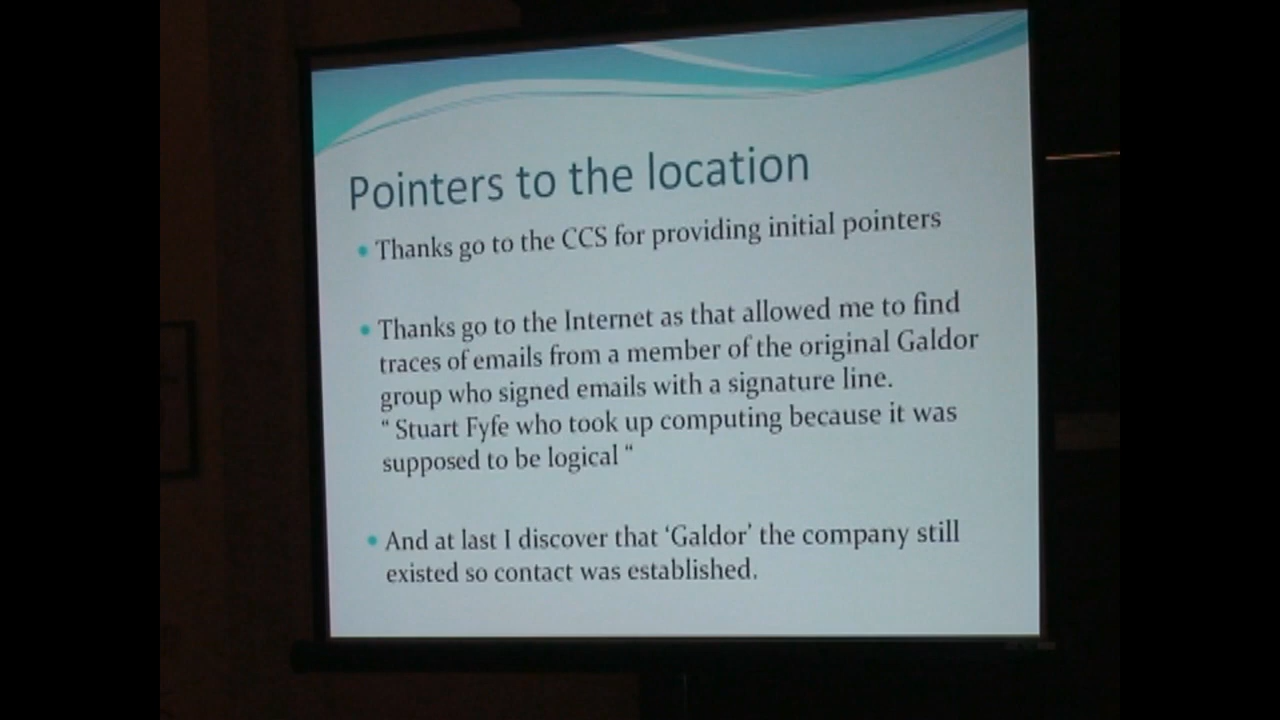 Pointers to the location
• Thanks go to the CCS for providing initial pointers
• Thanks go to the Internet as that allowed me to find
traces of emails from a member of the original Galdor
group who signed emails with a signature line.
“ Stuart Fyfe who took up computing because it was
supposed to be logical “
• And at last I discover that ‘Galdor’ the company still
existed so contact was established.